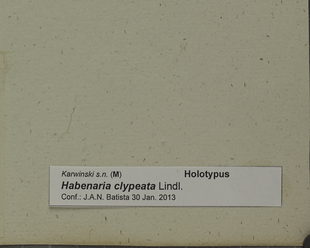 Karwinski s.n. (M) Holotypus
Habenaria clypeata Lindl.
Conf.: J.A.N. Batista 30 Jan. 2013